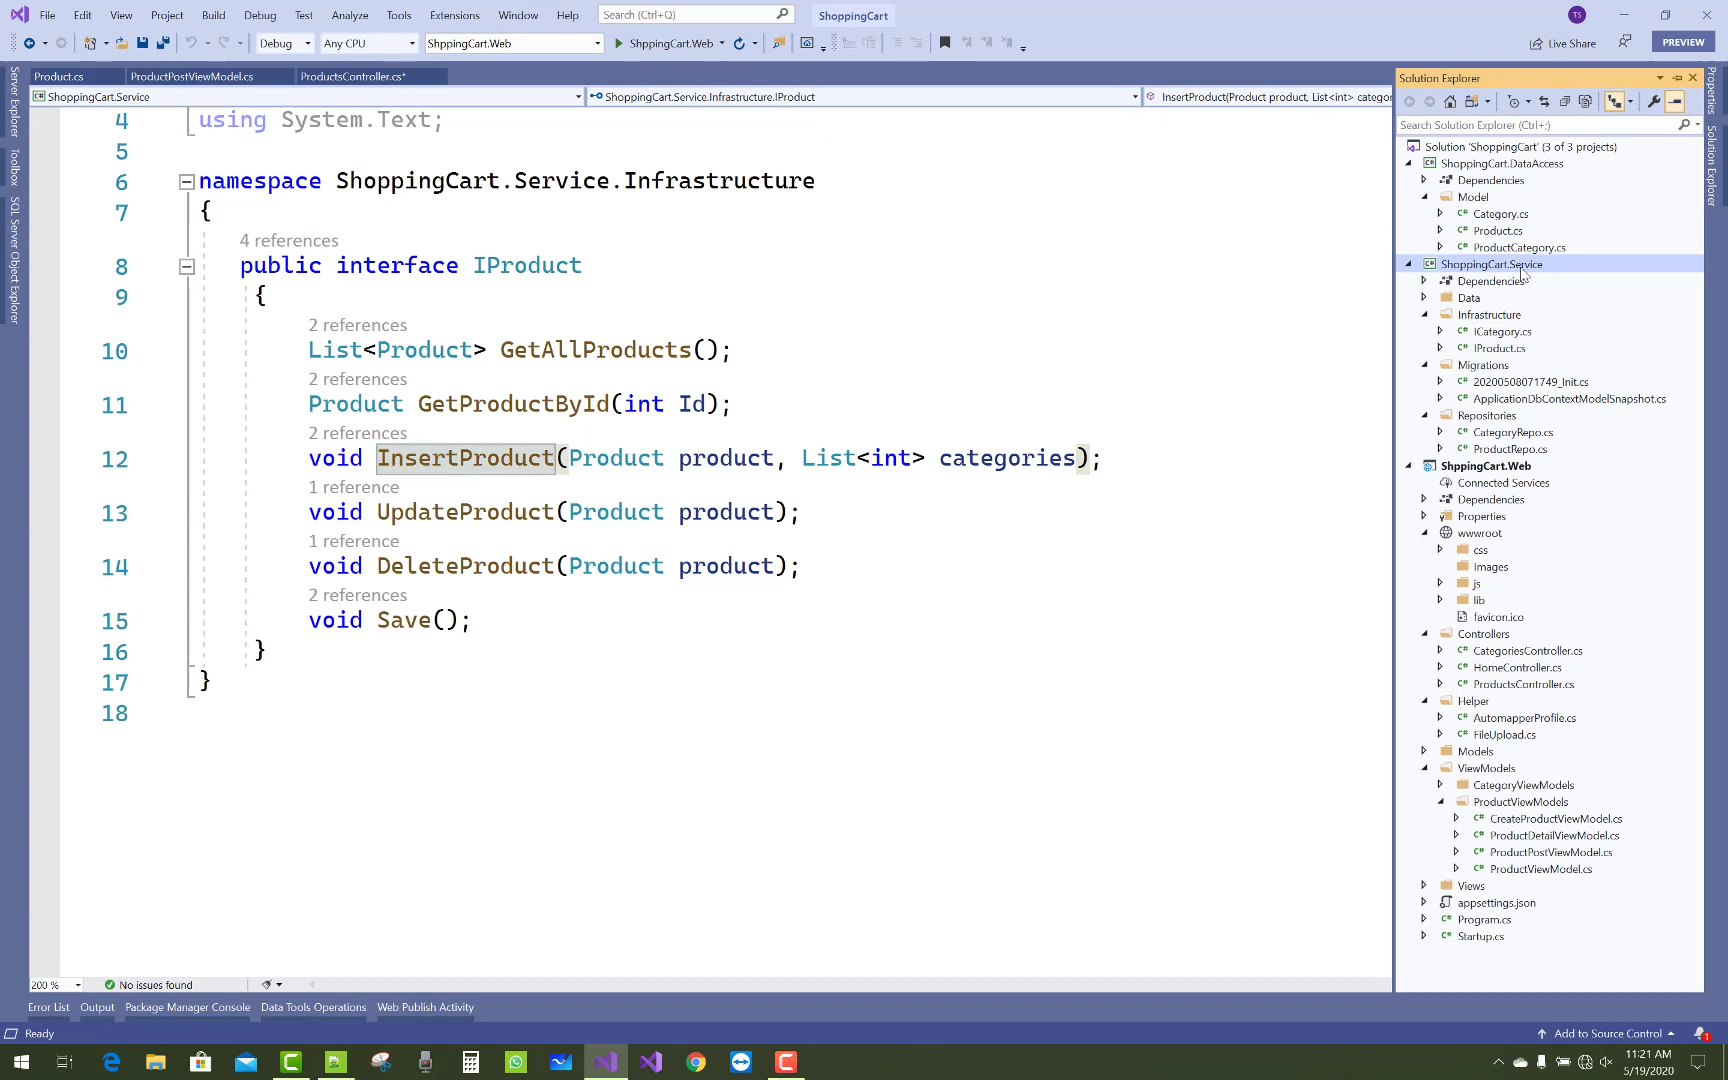 File Edit View Project Build Debug Test Analyze Tools Extensions Window Help Search (Ctrl+Q) ShoppingCart TS
Debug Any CPU ShppingCart.Web ShppingCart.Web Live Share PREVIEW
Product.cs ProductPostViewModel.cs ProductsController.cs*
ShoppingCart.Service ShoppingCart.Service.Infrastructure.IProduct InsertProduct(Product product, List<int> categor
Server Explorer
Toolbox
SQL Server Object Explorer
4 using System.Text;
5
6 namespace ShoppingCart.Service.Infrastructure
7 {
4 references
8 public interface IProduct
9 {
2 references
10 List<Product> GetAllProducts();
2 references
11 Product GetProductById(int Id);
2 references
12 void InsertProduct(Product product, List<int> categories);
1 reference
13 void UpdateProduct(Product product);
1 reference
14 void DeleteProduct(Product product);
2 references
15 void Save();
16 }
17 }
18
200 % No issues found
Solution Explorer
Search Solution Explorer (Ctrl+;)
Solution 'ShoppingCart' (3 of 3 projects)
ShoppingCart.DataAccess
Dependencies
Model
Category.cs
Product.cs
ProductCategory.cs
ShoppingCart.Service
Dependencies
Data
Infrastructure
ICategory.cs
IProduct.cs
Migrations
20200508071749_Init.cs
ApplicationDbContextModelSnapshot.cs
Repositories
CategoryRepo.cs
ProductRepo.cs
ShppingCart.Web
Connected Services
Dependencies
Properties
wwwroot
css
Images
js
lib
favicon.ico
Controllers
CategoriesController.cs
HomeController.cs
ProductsController.cs
Helper
AutomapperProfile.cs
FileUpload.cs
Models
ViewModels
CategoryViewModels
ProductViewModels
CreateProductViewModel.cs
ProductDetailViewModel.cs
ProductPostViewModel.cs
ProductViewModel.cs
Views
appsettings.json
Program.cs
Startup.cs
Properties
Solution Explorer
Error List Output Package Manager Console Data Tools Operations Web Publish Activity
Ready Add to Source Control 1
11:21 AM
5/19/2020